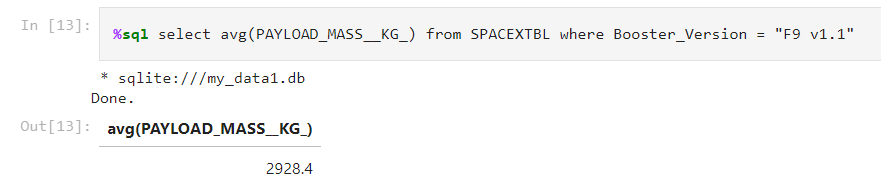 In [13]: %sql select avg(PAYLOAD_MASS__KG_) from SPACEXTBL where Booster_Version = "F9 v1.1"
* sqlite:///my_data1.db
Done.
Out[13]: avg(PAYLOAD_MASS__KG_)
2928.4